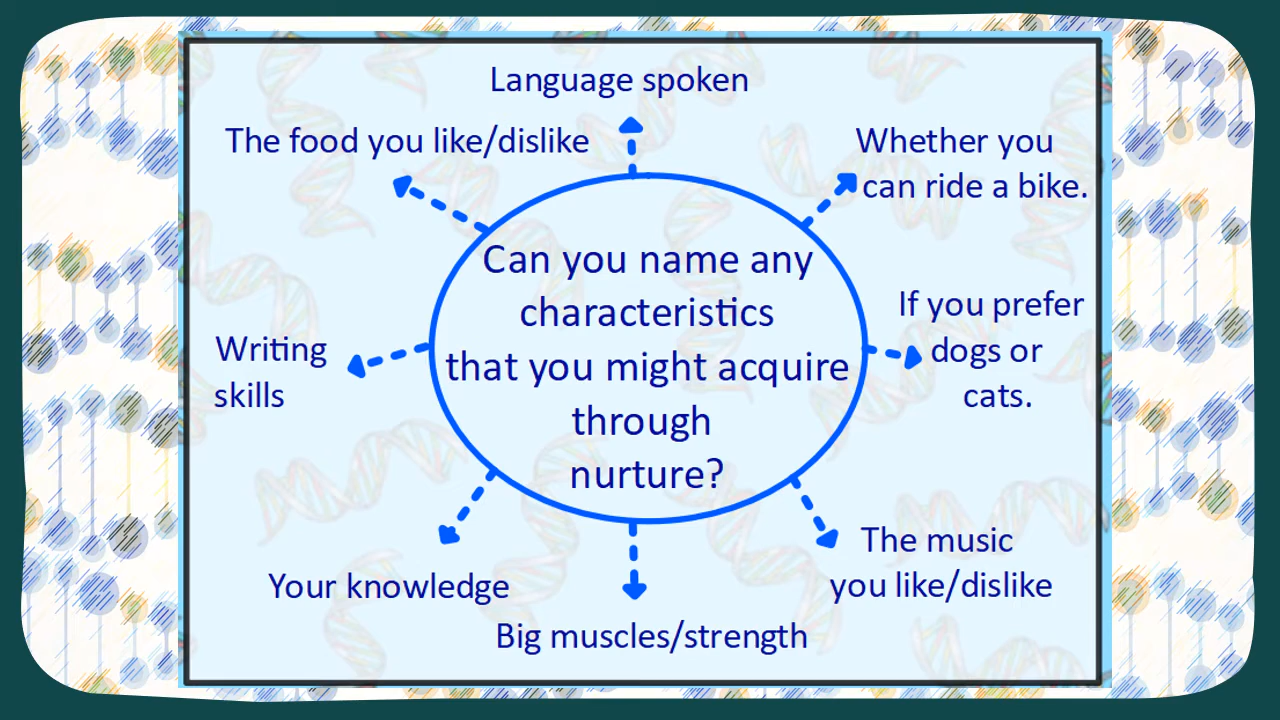 Language spoken
The food you like/dislike
Whether you
can ride a bike.
Can you name any
characteristics
that you might acquire
through
nurture?
If you prefer
dogs or
cats.
Writing
skills
The music
you like/dislike
Your knowledge
Big muscles/strength